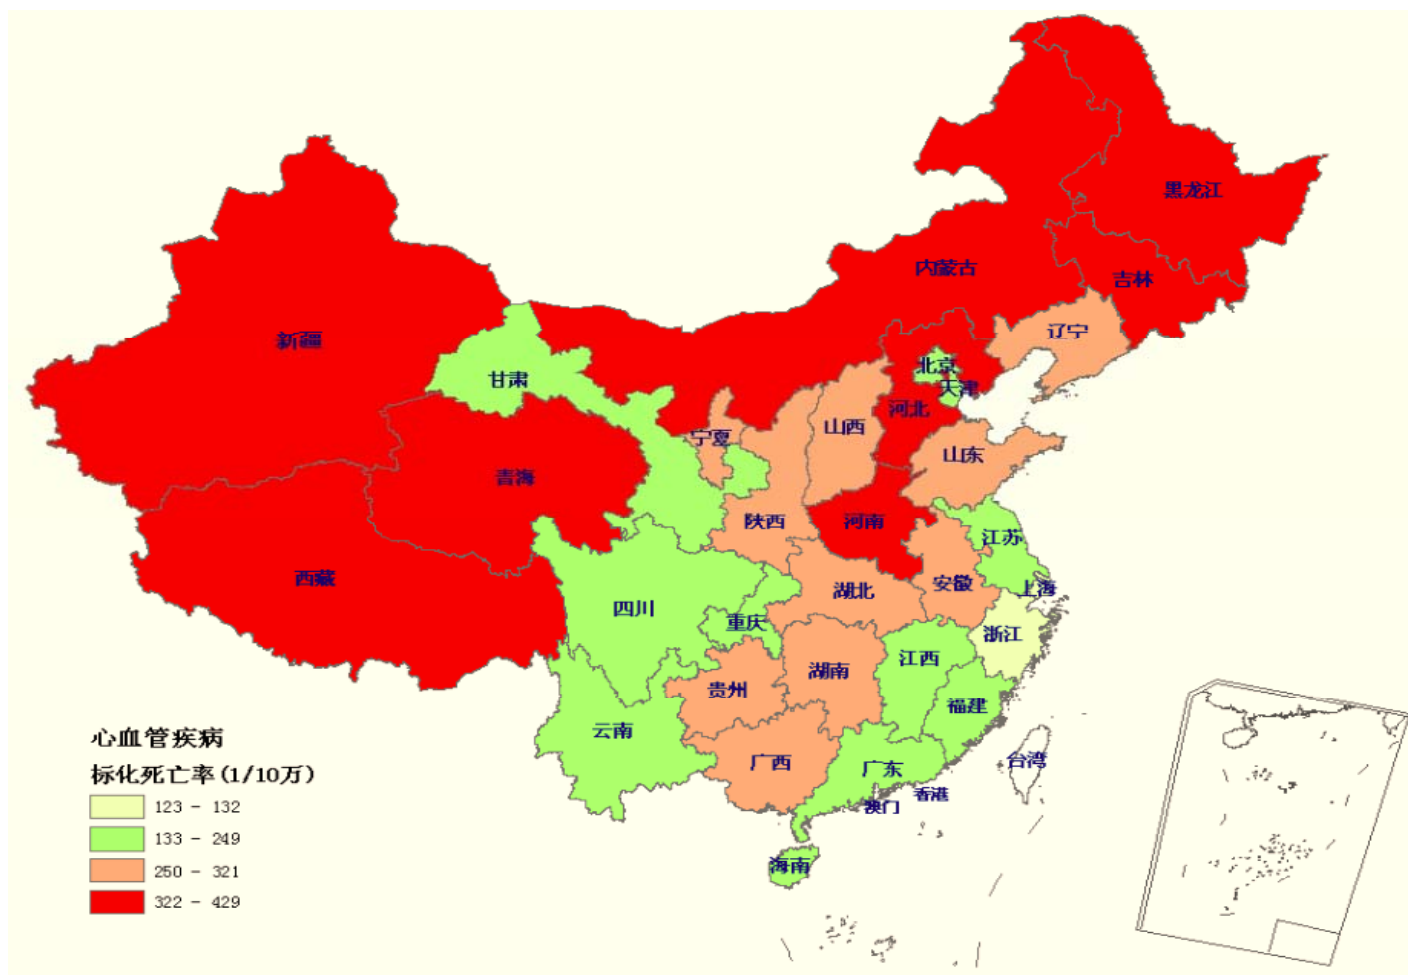 黑龙江
内蒙古
吉林
辽宁
新疆
北京
甘肃
天津
河北
山西
宁夏
山东
青海
陕西
河南
江苏
西藏
安徽
上海
湖北
四川
重庆
浙江
江西
湖南
贵州
福建
云南
广西
台湾
广东
香港
澳门
海南
心血管疾病
标化死亡率(1/10万)
123 - 132
133 - 249
250 - 321
322 - 429